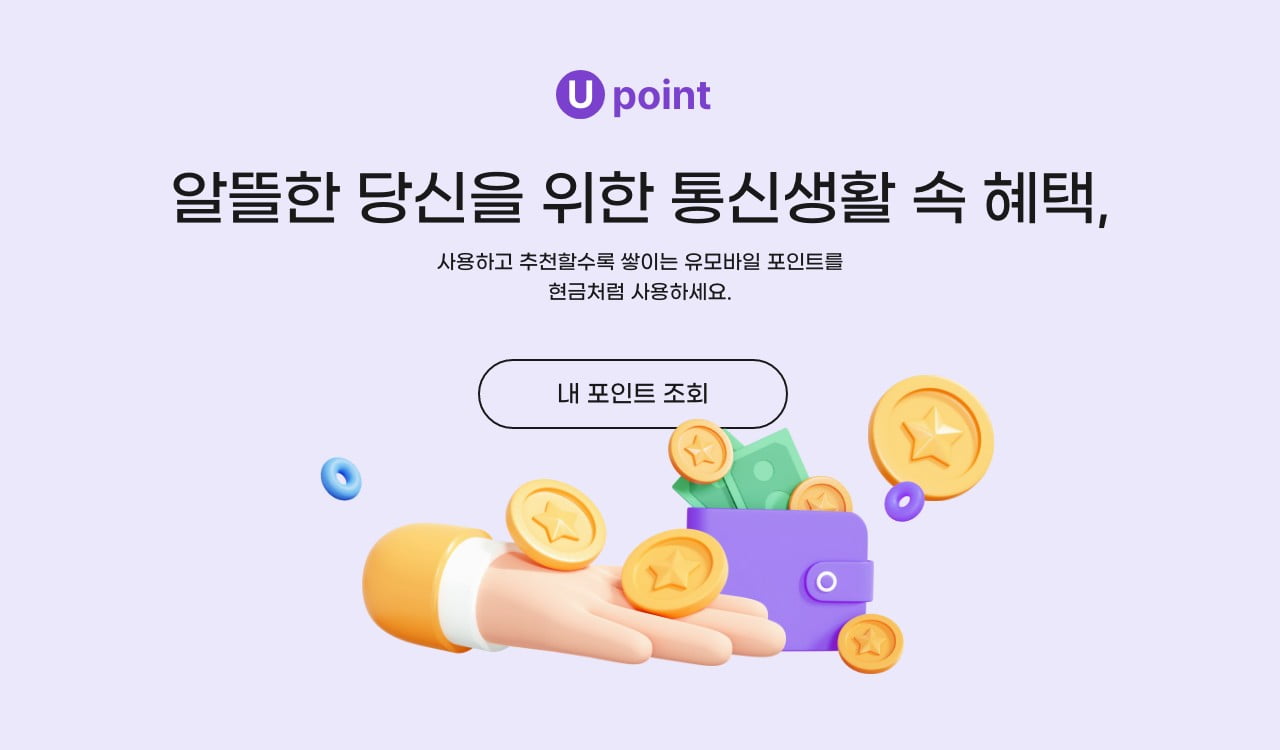 U point
알뜰한 당신을 위한 통신생활 속 혜택,
사용하고 추천할수록 쌓이는 유모바일 포인트를
현금처럼 사용하세요.
내 포인트 조회